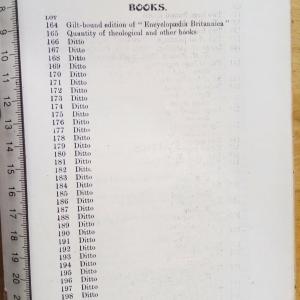 BOOKS.
LOT
164 Gilt-bound edition of "Encyclopædia Britannica"
165 Quantity of theological and other books
166 Ditto
167 Ditto
168 Ditto
169 Ditto
170 Ditto
171 Ditto
172 Ditto
173 Ditto
174 Ditto
175 Ditto
176 Ditto
177 Ditto
178 Ditto
179 Ditto
180 Ditto
181 Ditto
182 Ditto
183 Ditto
184 Ditto
185 Ditto
186 Ditto
187 Ditto
188 Ditto
189 Ditto
190 Ditto
191 Ditto
192 Ditto
193 Ditto
194 Ditto
195 Ditto
196 Ditto
197 Ditto
198 Ditto